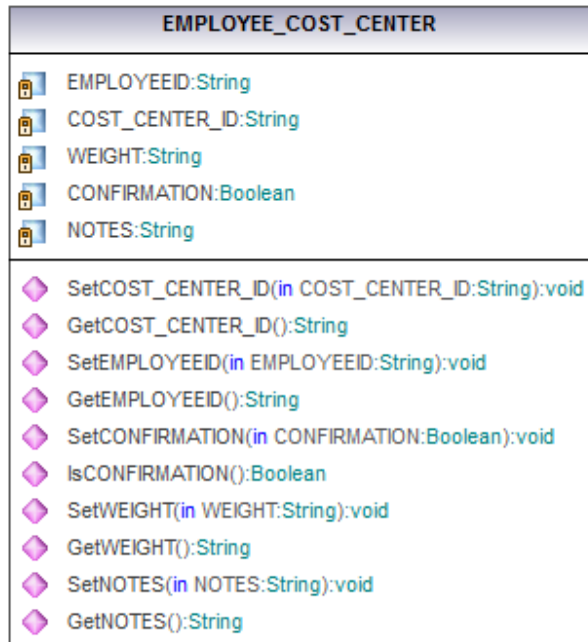 EMPLOYEE_COST_CENTER
EMPLOYEEID:String
COST_CENTER_ID:String
WEIGHT:String
CONFIRMATION:Boolean
NOTES:String
SetCOST_CENTER_ID(in COST_CENTER_ID:String):void
GetCOST_CENTER_ID():String
SetEMPLOYEEID(in EMPLOYEEID:String):void
GetEMPLOYEEID():String
SetCONFIRMATION(in CONFIRMATION:Boolean):void
IsCONFIRMATION():Boolean
SetWEIGHT(in WEIGHT:String):void
GetWEIGHT():String
SetNOTES(in NOTES:String):void
GetNOTES():String